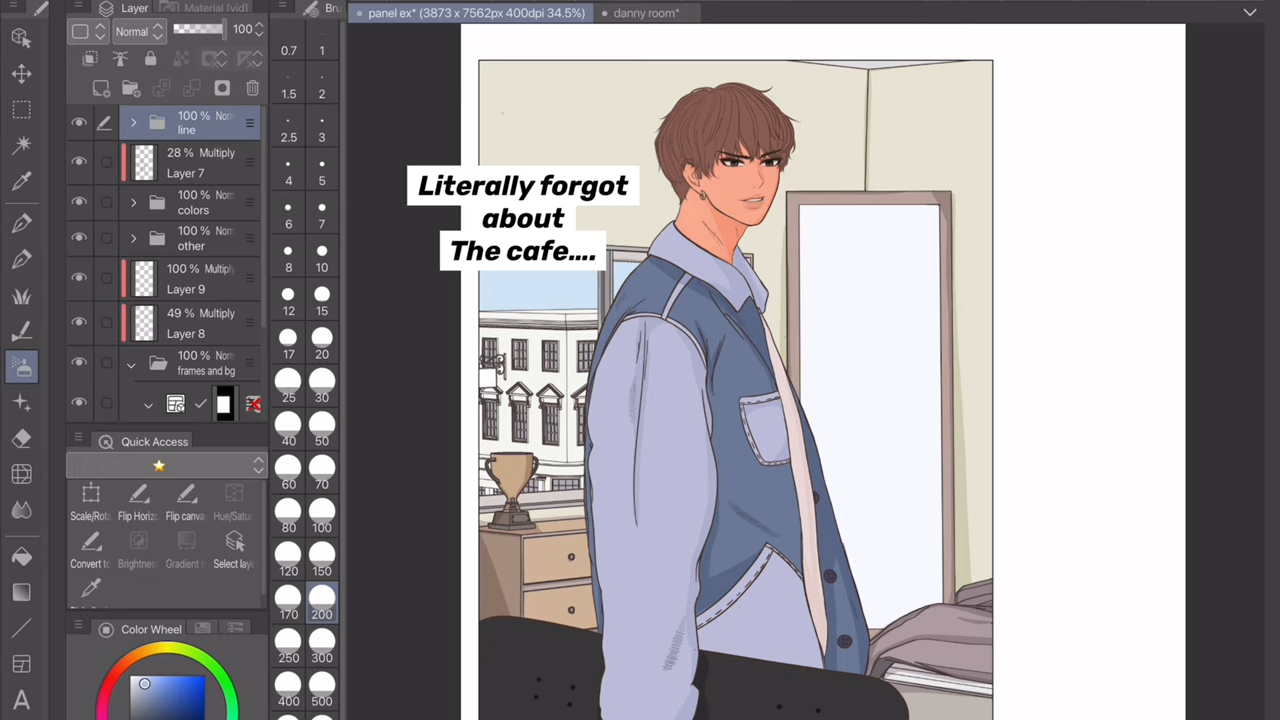 Layer
Material [vid]
Bru
panel ex* (3873 x 7562px 400dpi 34.5%)
danny room*
Normal
100
100 % Norm
line
28 % Multiply
Layer 7
100 % Norm
colors
100 % Norm
other
100 % Multiply
Layer 9
49 % Multiply
Layer 8
100 % Norm
frames and bg
Quick Access
Scale/Rota
Flip Horizo
Flip canva
Hue/Satur
Convert to
Brightness
Gradient
Select laye
Color Wheel
0.7 1
1.5 2
2.5 3
4 5
6 7
8 10
12 15
17 20
25 30
40 50
60 70
80 100
120 150
170 200
250 300
400 500
A
Literally forgot
about
The cafe....